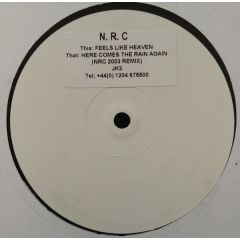 N. R. C
This: FEELS LIKE HEAVEN
That: HERE COMES THE RAIN AGAIN
(NRC 2003 REMIX)
JK3
Tel; +44(0) 1204 675500